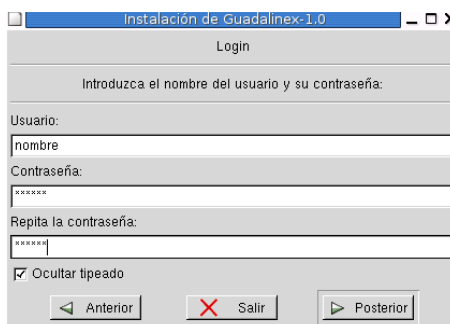 Instalación de Guadalinex-1.0
Login
Introduzca el nombre del usuario y su contraseña:
Usuario:
nombre
Contraseña:
******
Repita la contraseña:
******
Ocultar tipeado
Anterior
Salir
Posterior